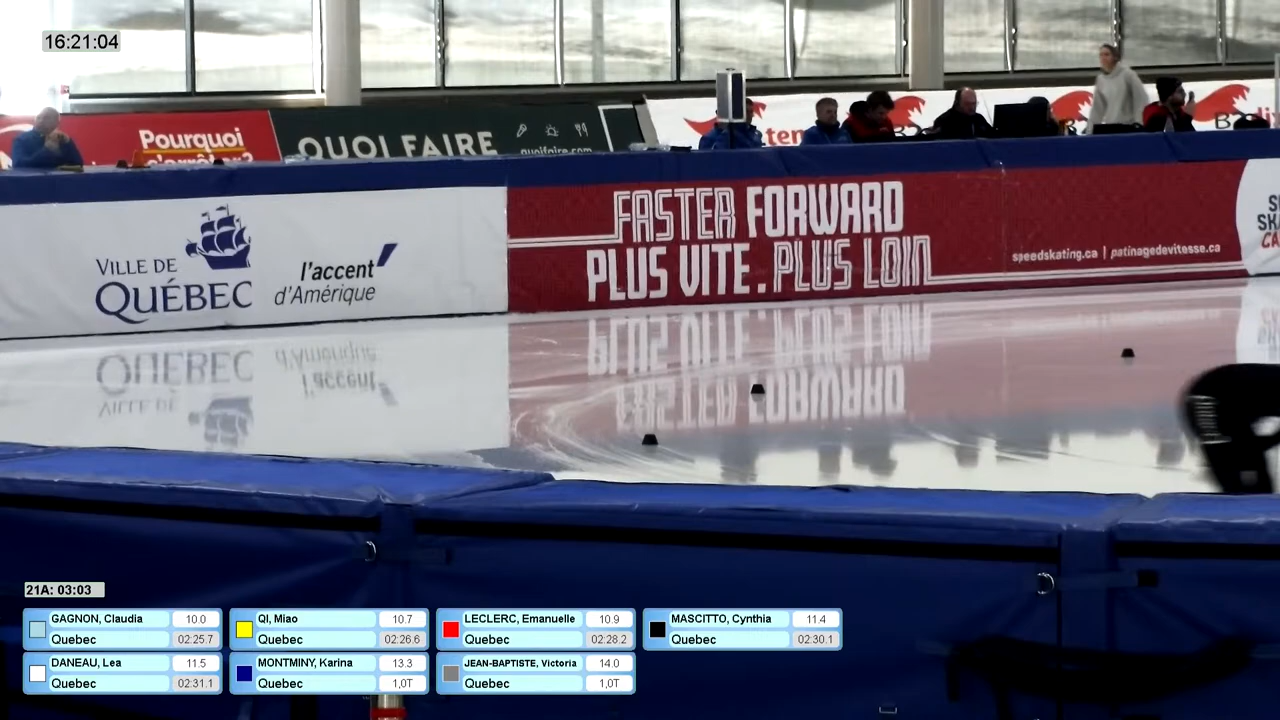 16:21:04
Pourquoi
s'arrêter?
QUOI FAIRE
quoifaire.com
VILLE DE
QUÉBEC
l'accent
d'Amérique
FASTER FORWARD
PLUS VITE. PLUS LOIN
speedskating.ca | patinagedevitesse.ca
21A: 03:03
GAGNON, Claudia 10.0
Quebec 02:25.7
QI, Miao 10.7
Quebec 02:26.6
LECLERC, Emanuelle 10.9
Quebec 02:28.2
MASCITTO, Cynthia 11.4
Quebec 02:30.1
DANEAU, Lea 11.5
Quebec 02:31.1
MONTMINY, Karina 13.3
Quebec 1,0T
JEAN-BAPTISTE, Victoria 14.0
Quebec 1,0T